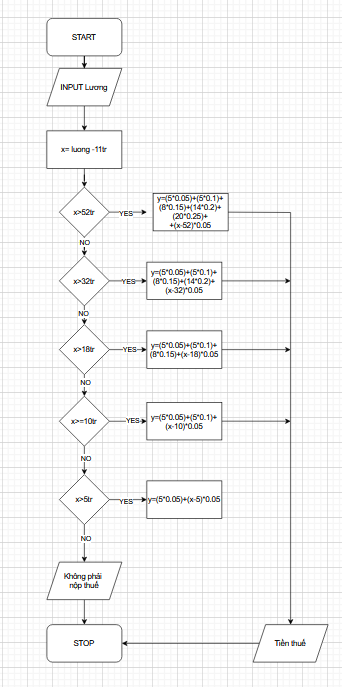 START
INPUT Lương
x= luong -11tr
x>52tr
YES
y=(5*0.05)+(5*0.1)+
(8*0.15)+(14*0.2)+
(20*0.25)+
+(x-52)*0.05
NO
x>32tr
YES
y=(5*0.05)+(5*0.1)+
(8*0.15)+(14*0.2)+
(x-32)*0.05
NO
x>18tr
YES
y=(5*0.05)+(5*0.1)+
(8*0.15)+(x-18)*0.05
NO
x>=10tr
YES
y=(5*0.05)+(5*0.1)+
(x-10)*0.05
NO
x>5tr
YES
y=(5*0.05)+(x-5)*0.05
NO
Không phải
nộp thuế
STOP
Tiền thuế